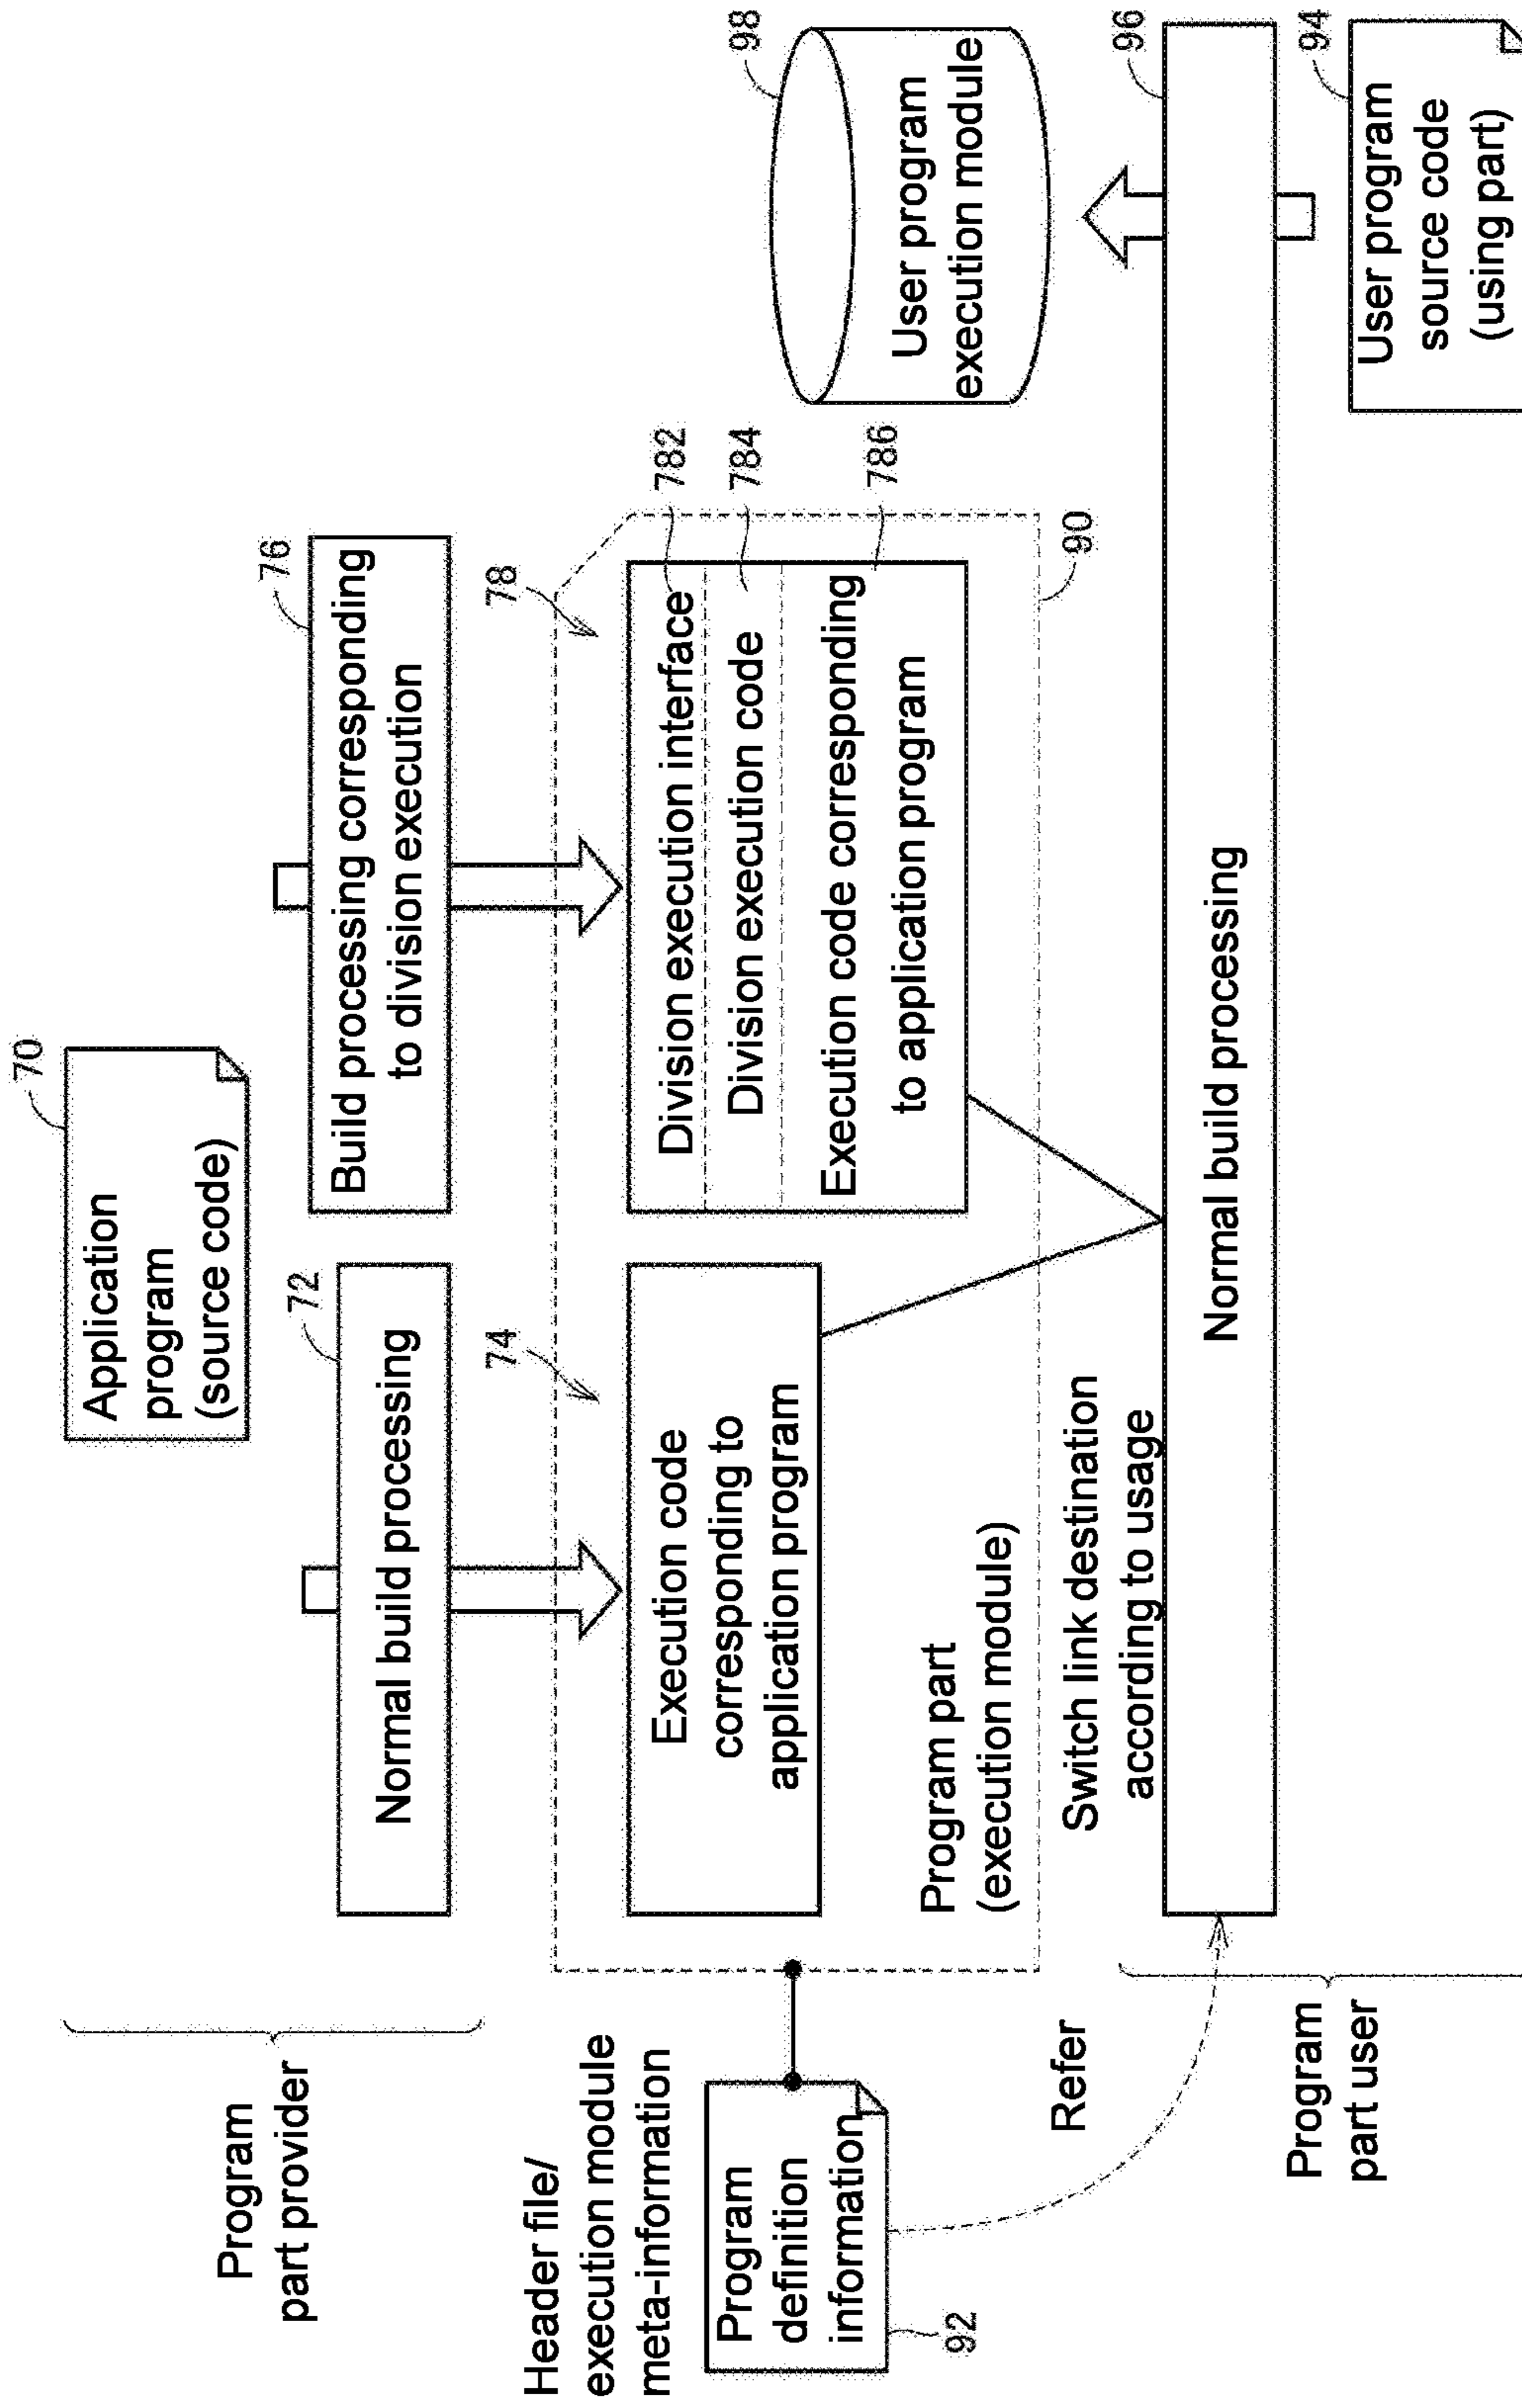 70
Application
program
(source code)
Program
part provider
72
Normal build processing
76
Build processing corresponding
to division execution
Header file/
execution module
meta-information
Program
definition
information
92
74
Execution code
corresponding to
application program
78
Division execution interface
782
Division execution code
784
Execution code corresponding
to application program
786
Program part
(execution module)
90
98
User program
execution module
Refer
Switch link destination
according to usage
Normal build processing
96
Program
part user
94
User program
source code
(using part)